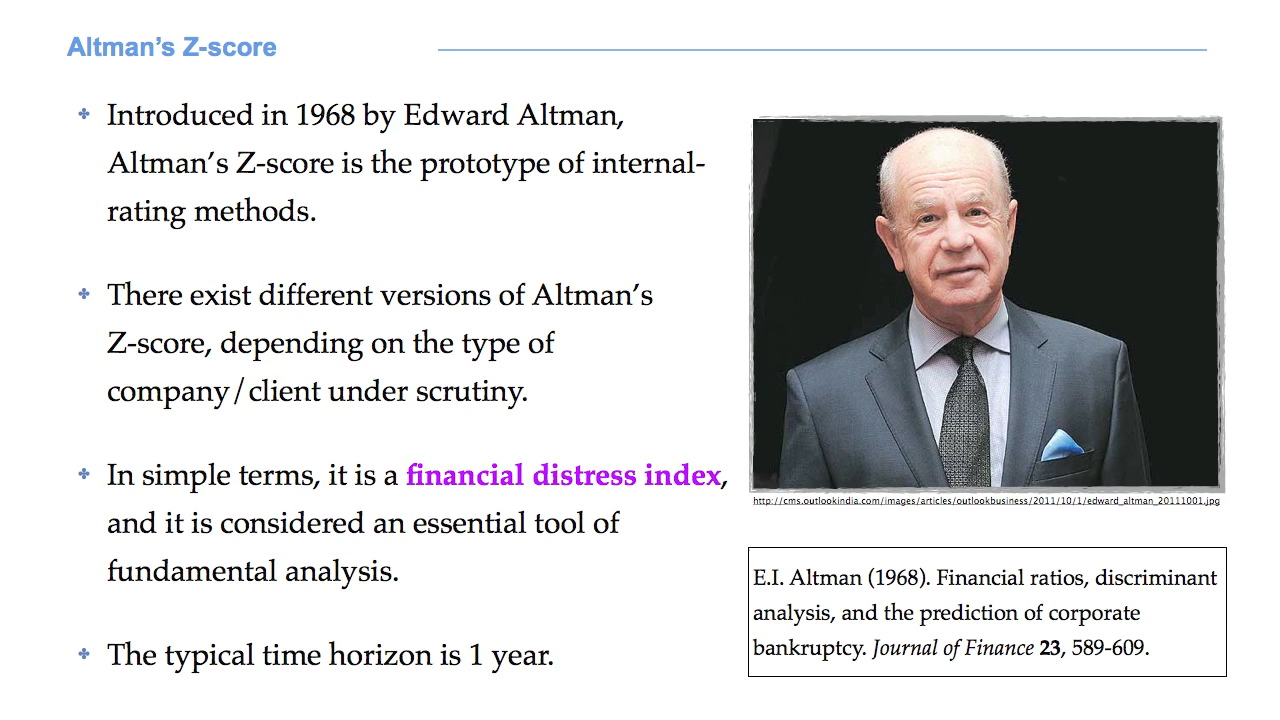 Altman’s Z-score
Introduced in 1968 by Edward Altman,
Altman’s Z-score is the prototype of internal-
rating methods.
There exist different versions of Altman’s
Z-score, depending on the type of
company/client under scrutiny.
In simple terms, it is a financial distress index,
and it is considered an essential tool of
fundamental analysis.
The typical time horizon is 1 year.
http://cms.outlookindia.com/images/articles/outlookbusiness/2011/10/1/edward_altman_20111001.jpg
E.I. Altman (1968). Financial ratios, discriminant
analysis, and the prediction of corporate
bankruptcy. Journal of Finance 23, 589-609.